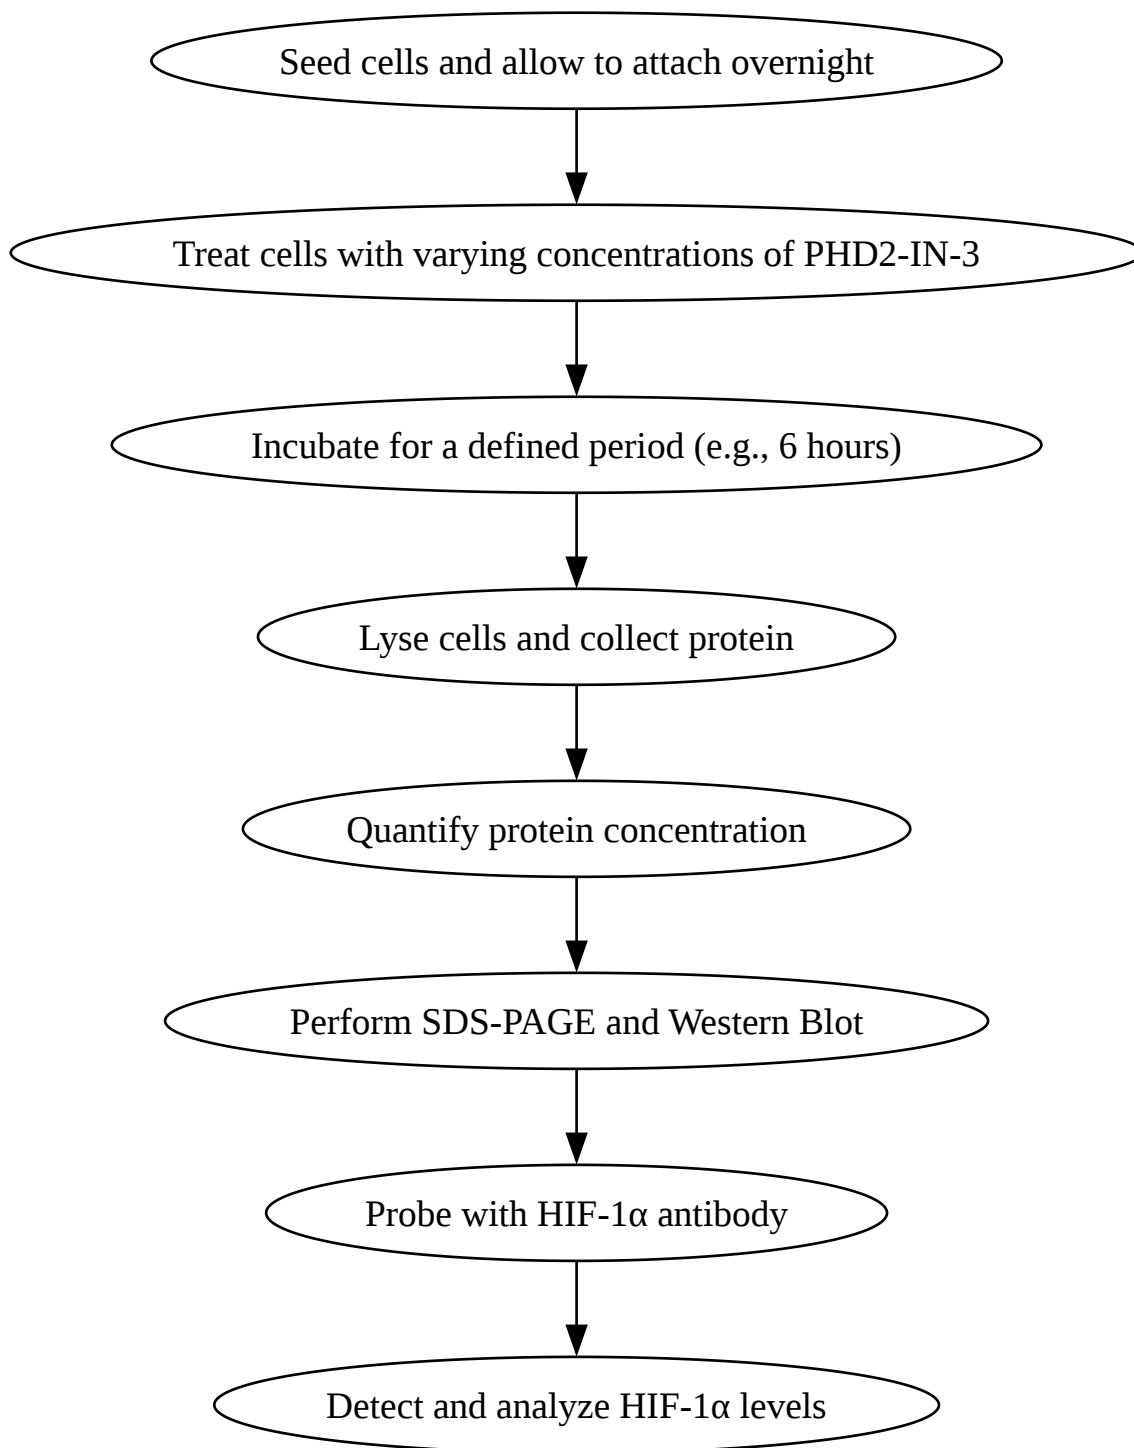 Seed cells and allow to attach overnight
Treat cells with varying concentrations of PHD2-IN-3
Incubate for a defined period (e.g., 6 hours)
Lyse cells and collect protein
Quantify protein concentration
Perform SDS-PAGE and Western Blot
Probe with HIF-1α antibody
Detect and analyze HIF-1α levels